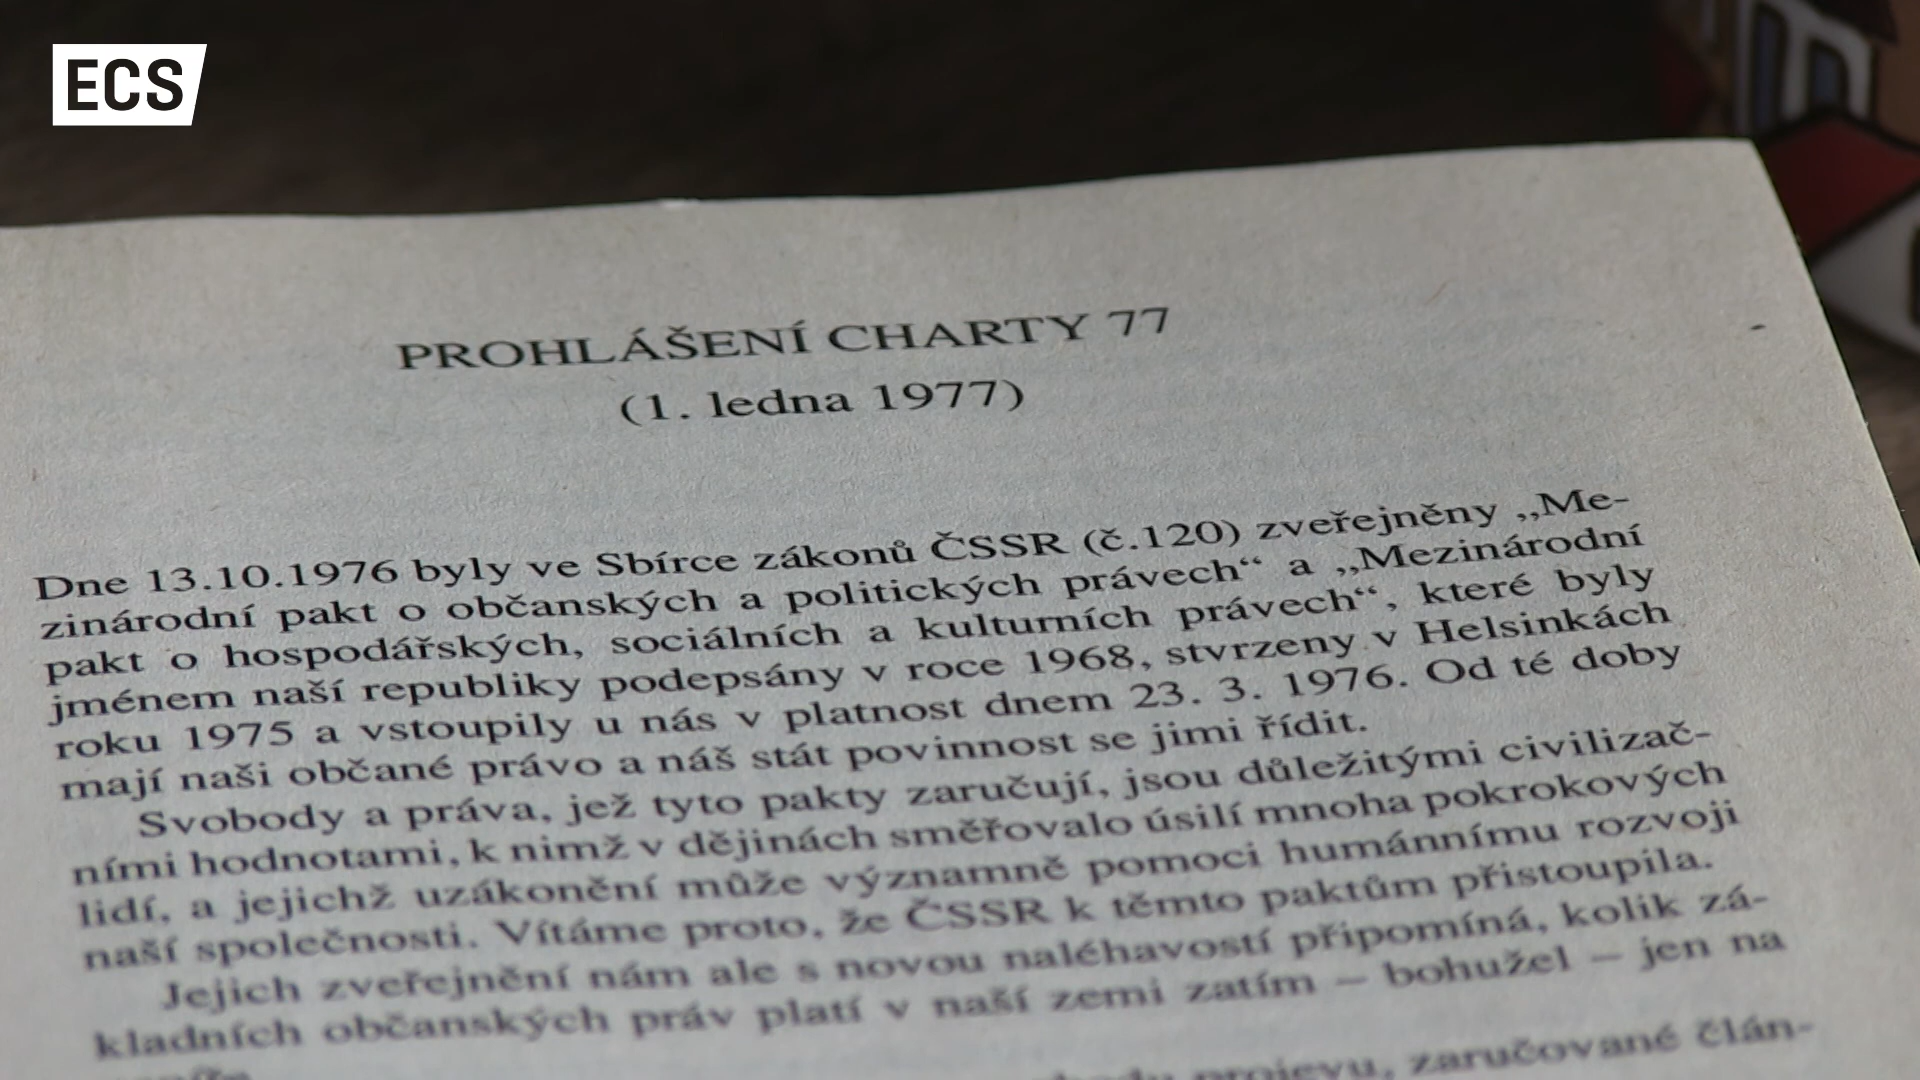 ECS
PROHLÁŠENÍ CHARTY 77
(1. ledna 1977)
Dne 13.10.1976 byly ve Sbírce zákonů ČSSR (č.120) zveřejněny „Me-
zinárodní pakt o občanských a politických právech“ a „Mezinárodní
pakt o hospodářských, sociálních a kulturních právech“, které byly
jménem naší republiky podepsány v roce 1968, stvrzeny v Helsinkách
roku 1975 a vstoupily u nás v platnost dnem 23. 3. 1976. Od té doby
mají naši občané právo a náš stát povinnost se jimi řídit.
Svobody a práva, jež tyto pakty zaručují, jsou důležitými civilizač-
ními hodnotami, k nimž v dějinách směřovalo úsilí mnoha pokrokových
lidí, a jejichž uzákonění může významně pomoci humánnímu rozvoji
naší společnosti. Vítáme proto, že ČSSR k těmto paktům přistoupila.
Jejich zveřejnění nám ale s novou naléhavostí připomíná, kolik zá-
kladních občanských práv platí v naší zemi zatím – bohužel – jen na
projevu, zaručované člán-